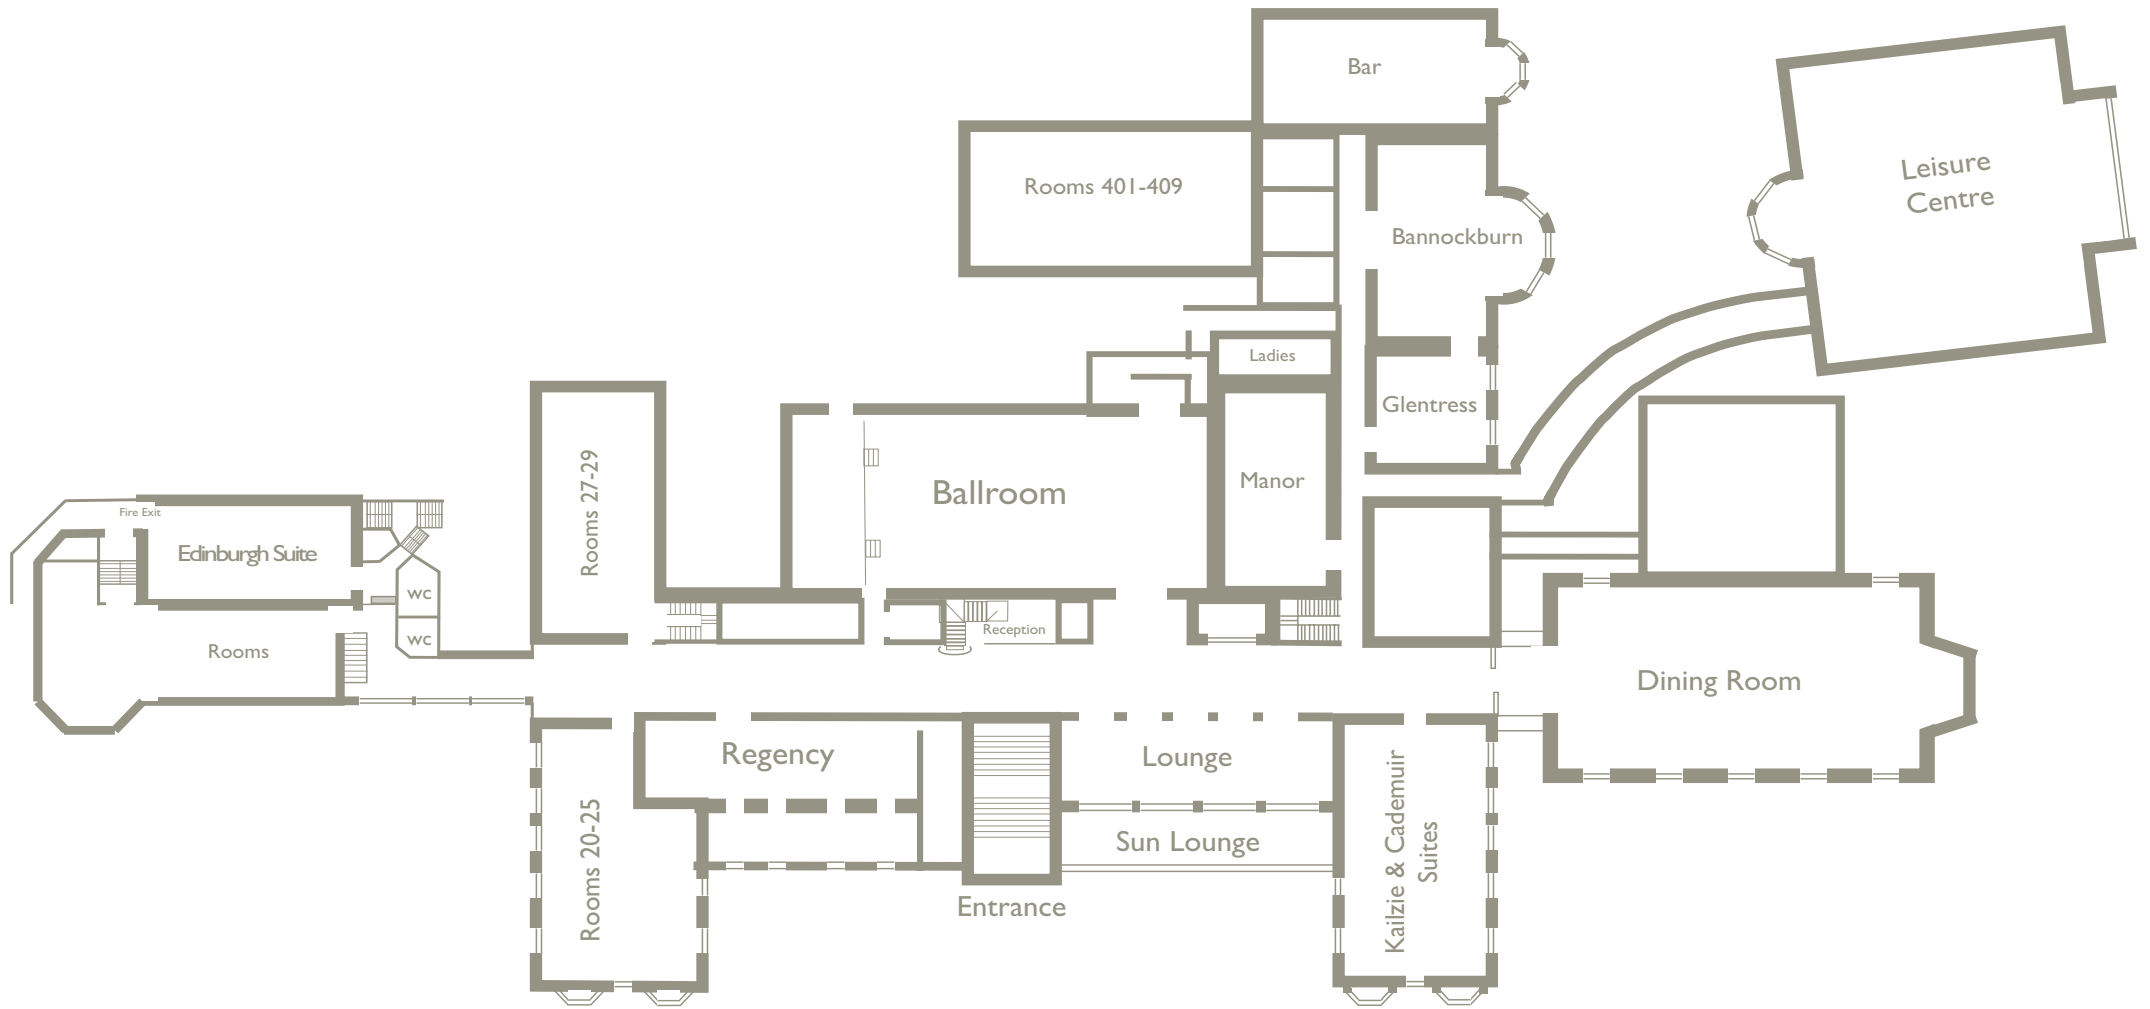 Bar
Leisure
Centre
Rooms 401-409
Bannockburn
Ladies
Glentress
Rooms 27-29
Ballroom
Manor
Fire Exit
Edinburgh Suite
WC
WC
Reception
Rooms
Dining Room
Regency
Lounge
Sun Lounge
Rooms 20-25
Kailzie & Cademuir
Suites
Entrance